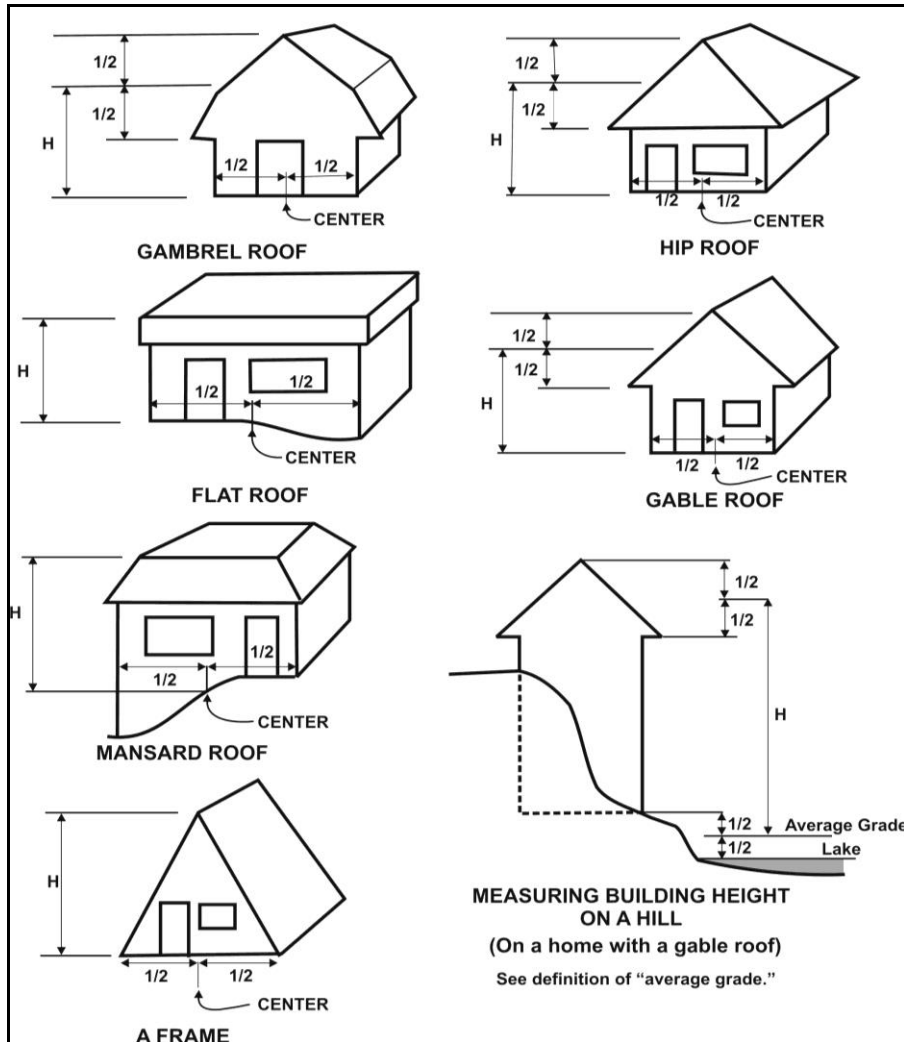 1/2
1/2
H
1/2
1/2
CENTER
GAMBREL ROOF
1/2
1/2
H
1/2
1/2
CENTER
HIP ROOF
H
1/2
1/2
CENTER
FLAT ROOF
1/2
1/2
H
1/2
1/2
CENTER
GABLE ROOF
H
1/2
1/2
CENTER
MANSARD ROOF
1/2
1/2
H
1/2
Average Grade
1/2
Lake
MEASURING BUILDING HEIGHT
ON A HILL
(On a home with a gable roof)
See definition of “average grade.”
H
1/2
1/2
CENTER
A FRAME